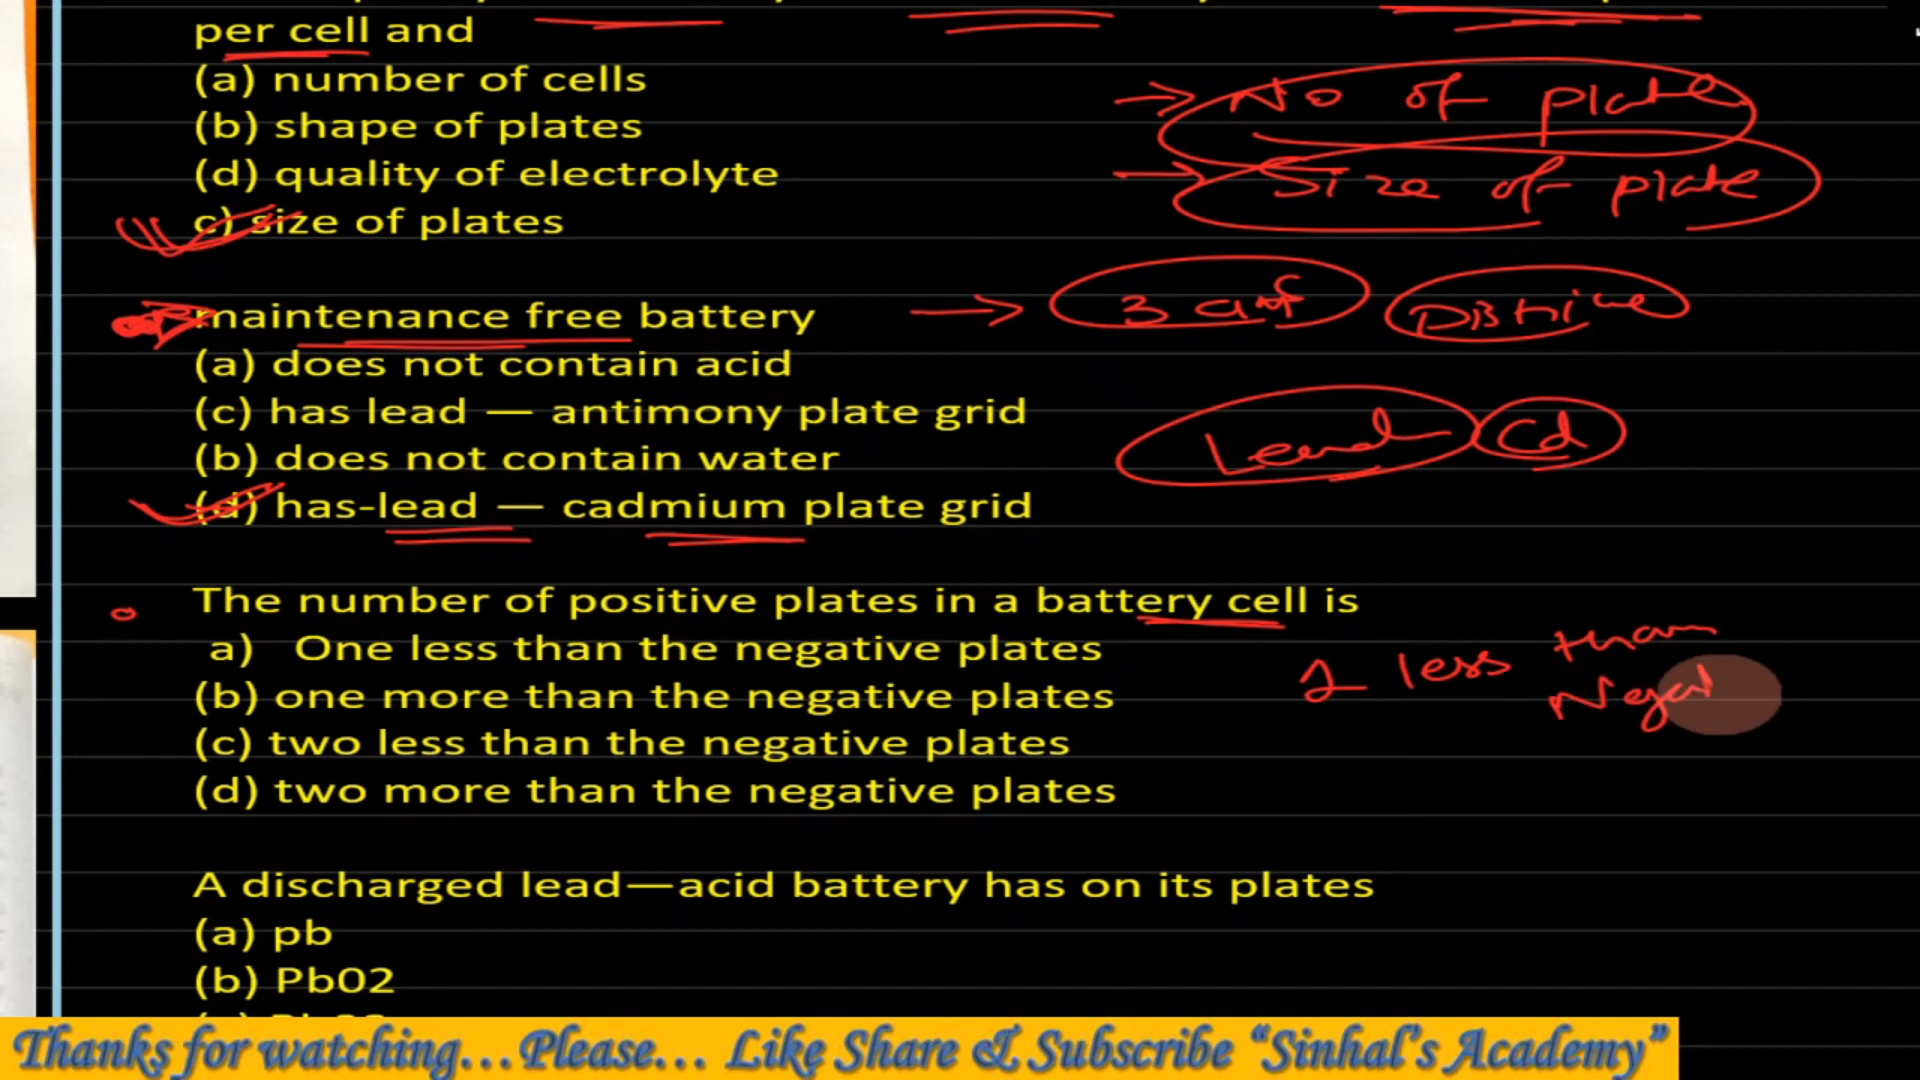 per cell and
(a) number of cells
→ No of plate
(b) shape of plates
(d) quality of electrolyte
→ Size of plate
c) size of plates
maintenance free battery
→
(a) does not contain acid
(c) has lead — antimony plate grid
Lead Cd
(b) does not contain water
(d) has-lead — cadmium plate grid
The number of positive plates in a battery cell is
a) One less than the negative plates
1 less than
(b) one more than the negative plates
Negat
(c) two less than the negative plates
(d) two more than the negative plates
A discharged lead—acid battery has on its plates
(a) pb
(b) Pb02
Thanks for watching... Please... Like Share & Subscribe “Sinhal's Academy”